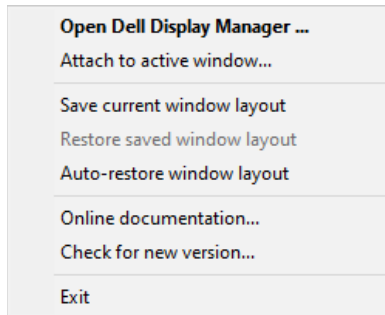 Open Dell Display Manager ...
Attach to active window...
Save current window layout
Restore saved window layout
Auto-restore window layout
Online documentation...
Check for new version...
Exit